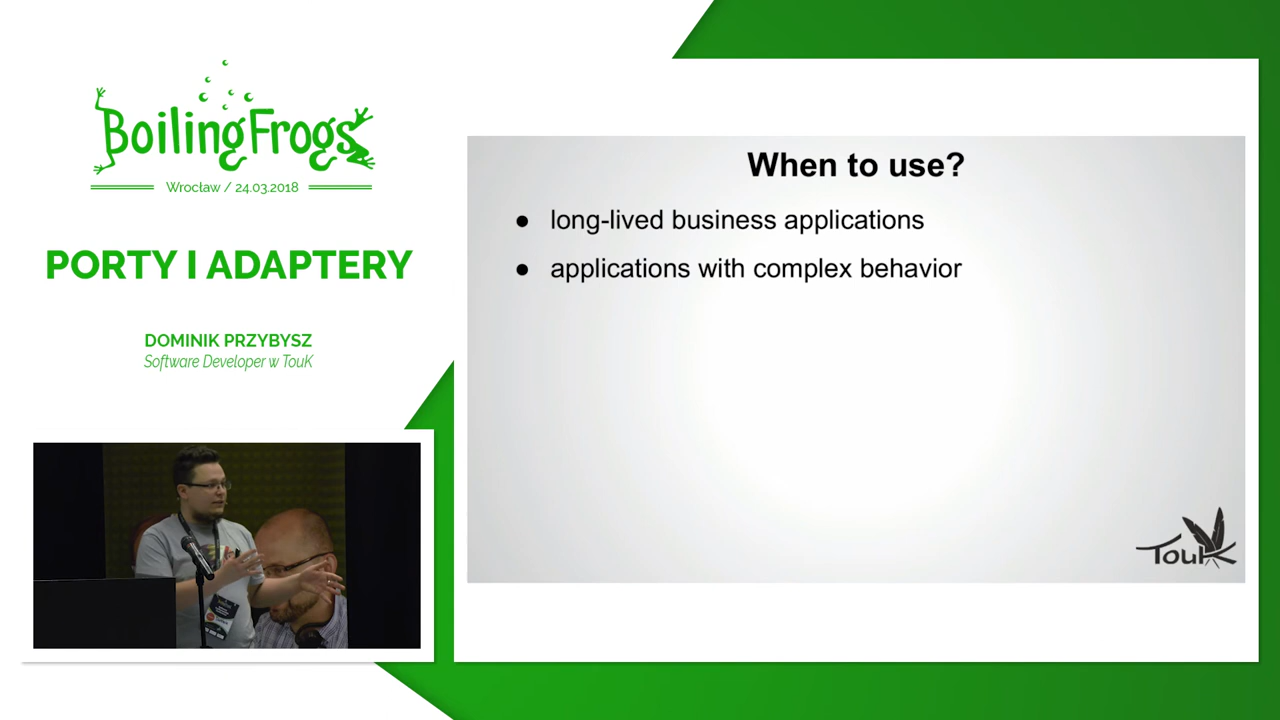 BoilingFrogs
Wrocław / 24.03.2018
PORTY I ADAPTERY
DOMINIK PRZYBYSZ
Software Developer w TouK
When to use?
● long-lived business applications
● applications with complex behavior
TouK